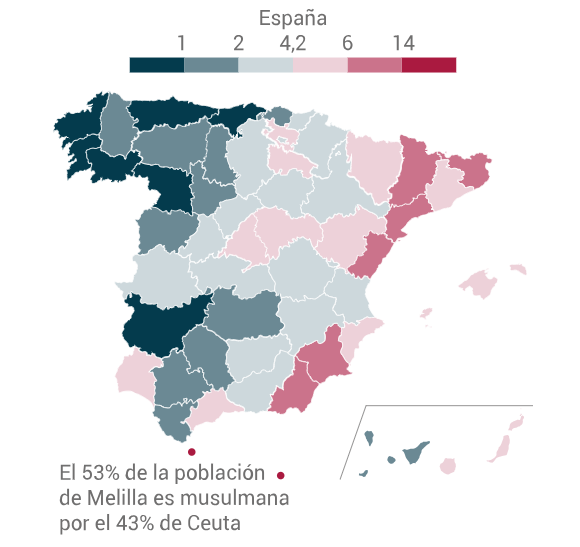 España
1 2 4,2 6 14
El 53% de la población
de Melilla es musulmana
por el 43% de Ceuta